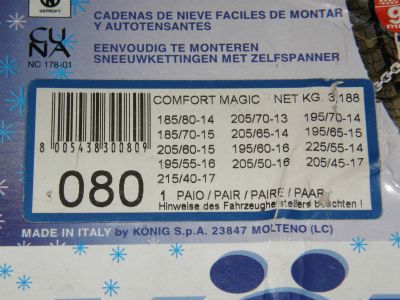 GEPRÜFT
CADENAS DE NIEVE FACILES DE MONTAR
Y AUTOTENSANTES
CU
NA
NC 178-01
EENVOUDIG TE MONTEREN
SNEEUWKETTINGEN MET ZELFSPANNER
COMFORT MAGIC NET KG. 3,188
185/80-14 205/70-13 195/70-14
185/70-15 205/65-14 195/65-15
205/60-15 195/60-16 225/55-14
195/55-16 205/50-16 205/45-17
215/40-17
8 005438 300809
080
1 PAIO / PAIR / PAIRE / PAAR
Hinweise des Fahrzeugherstellers beachten !
MADE IN ITALY by KÖNIG S.p.A. 23847 MOLTENO (LC)
9